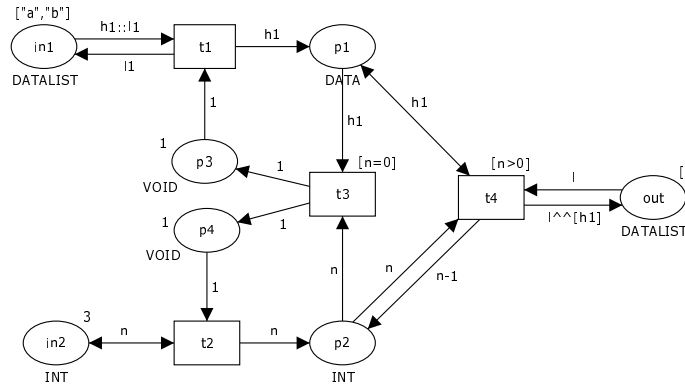 ["a","b"]
in1
h1::l1
l1
t1
h1
p1
DATALIST
DATA
1
h1
h1
1
p3
VOID
1
[n=0]
t3
[n>0]
t4
l
l^^[h1]
[
out
DATALIST
1
p4
VOID
1
1
n
n
n-1
3
in2
INT
n
t2
n
p2
INT